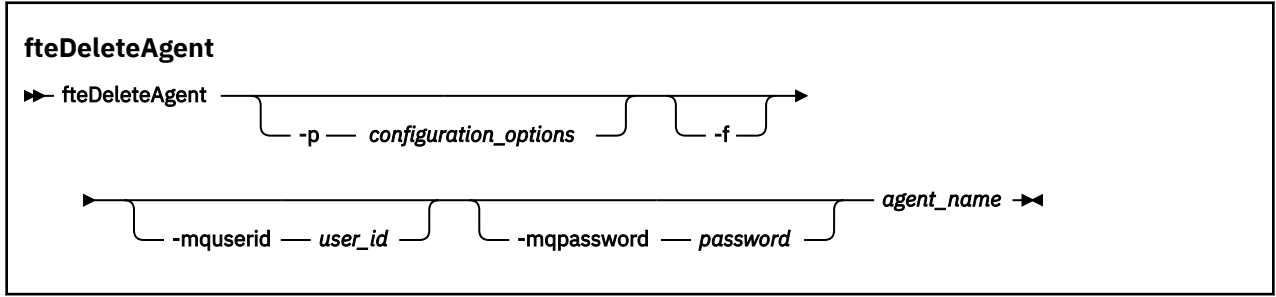 fteDeleteAgent
fteDeleteAgent
-p configuration_options -f
agent_name
-mquserid user_id -mqpassword password